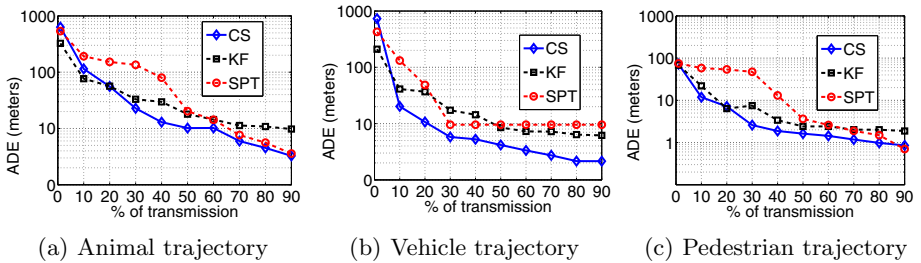 1000
100
10
0
ADE (meters)
0 10 20 30 40 50 60 70 80 90
% of transmission
CS
KF
SPT
(a) Animal trajectory
1000
100
10
0
ADE (meters)
0 10 20 30 40 50 60 70 80 90
% of transmission
CS
KF
SPT
(b) Vehicle trajectory
1000
100
10
1
ADE (meters)
0 10 20 30 40 50 60 70 80 90
% of transmission
CS
KF
SPT
(c) Pedestrian trajectory